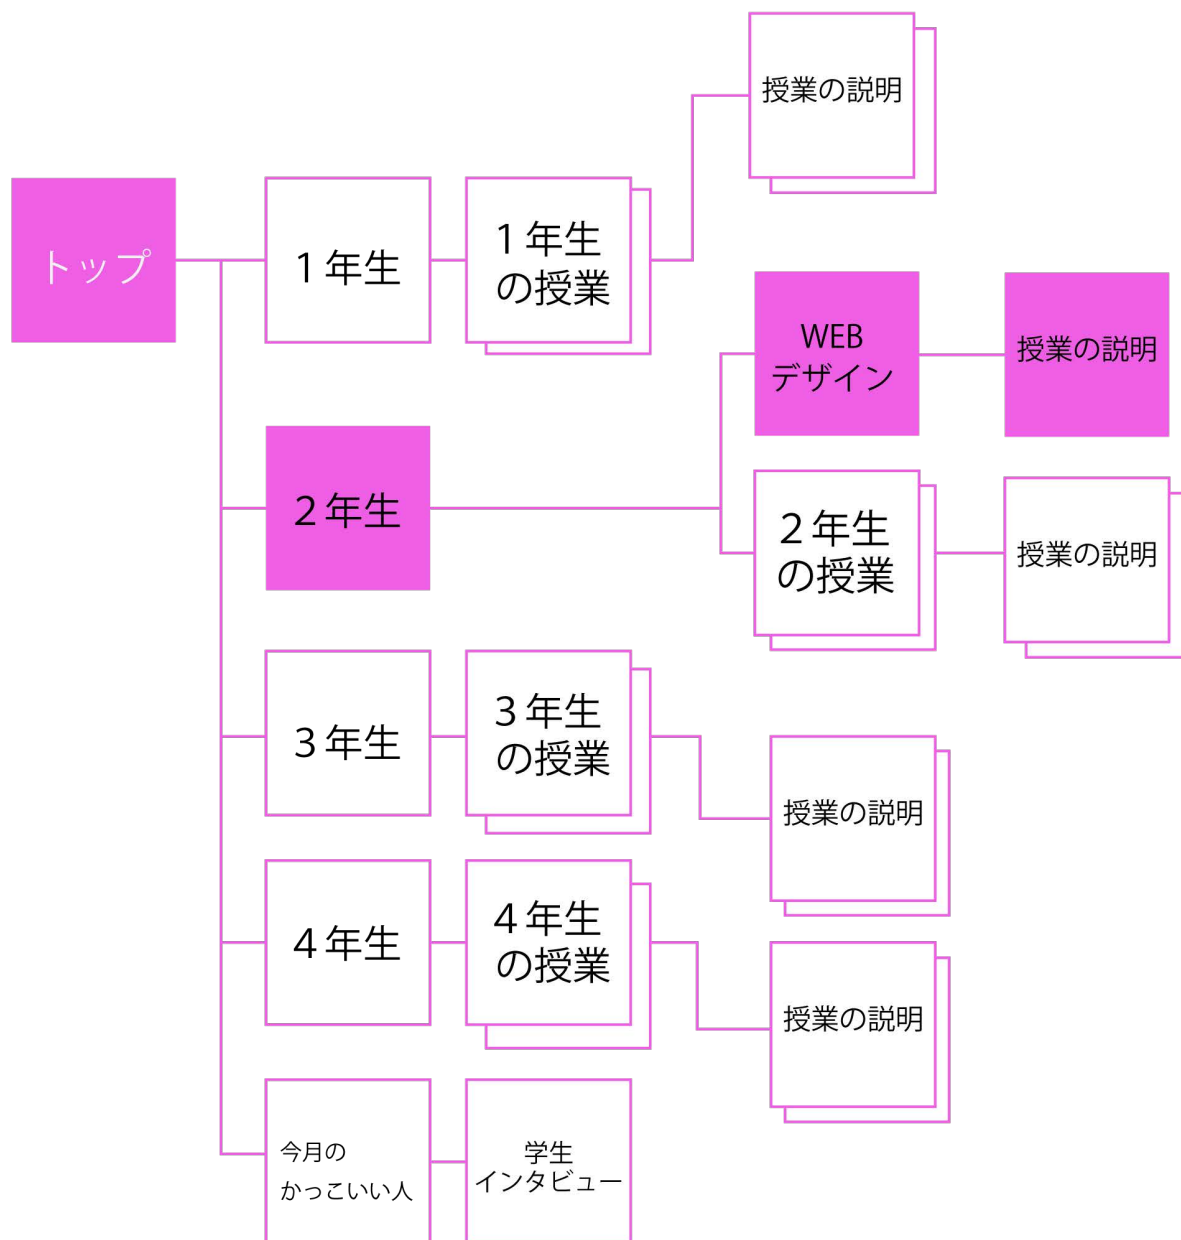 授業の説明
トップ
１年生
１年生
の授業
WEB
デザイン
授業の説明
２年生
２年生
の授業
授業の説明
３年生
３年生
の授業
授業の説明
４年生
４年生
の授業
授業の説明
今月の
かっこいい人
学生
インタビュー